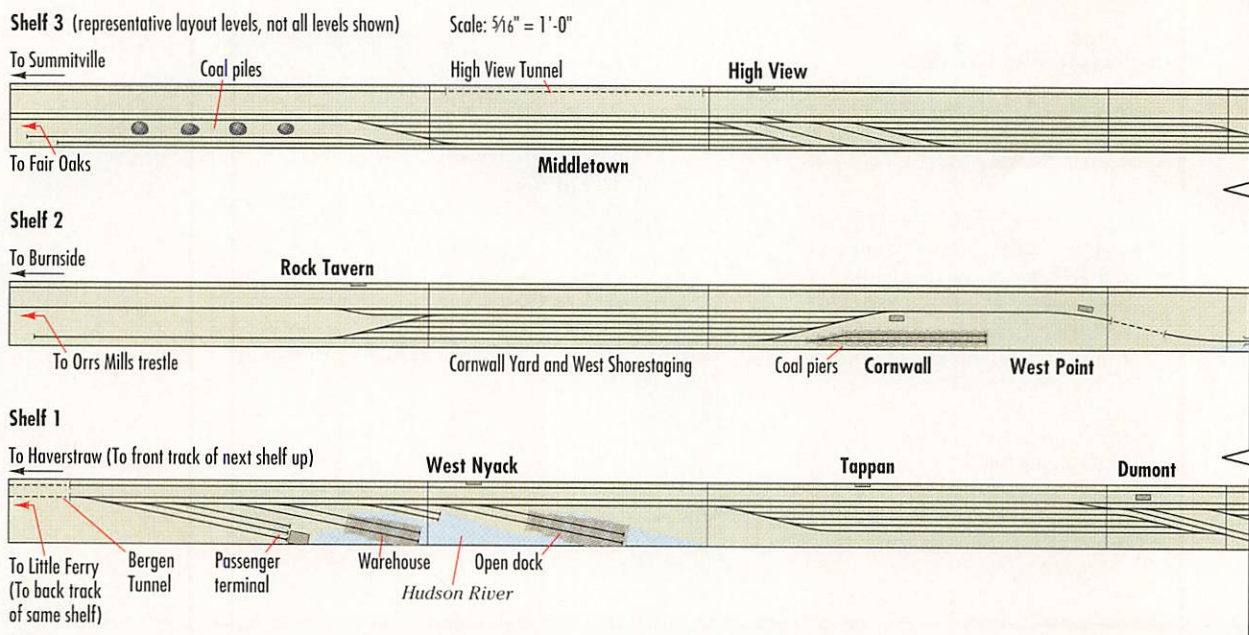 Shelf 3 (representative layout levels, not all levels shown)
Scale: 5⁄16" = 1'-0"
To Summitville
Coal piles
High View Tunnel
High View
To Fair Oaks
Middletown
Shelf 2
To Burnside
Rock Tavern
To Orrs Mills trestle
Cornwall Yard and West Shorestaging
Coal piers
Cornwall
West Point
Shelf 1
To Haverstraw (To front track of next shelf up)
West Nyack
Tappan
Dumont
To Little Ferry
(To back track
of same shelf)
Bergen
Tunnel
Passenger
terminal
Warehouse
Open dock
Hudson River